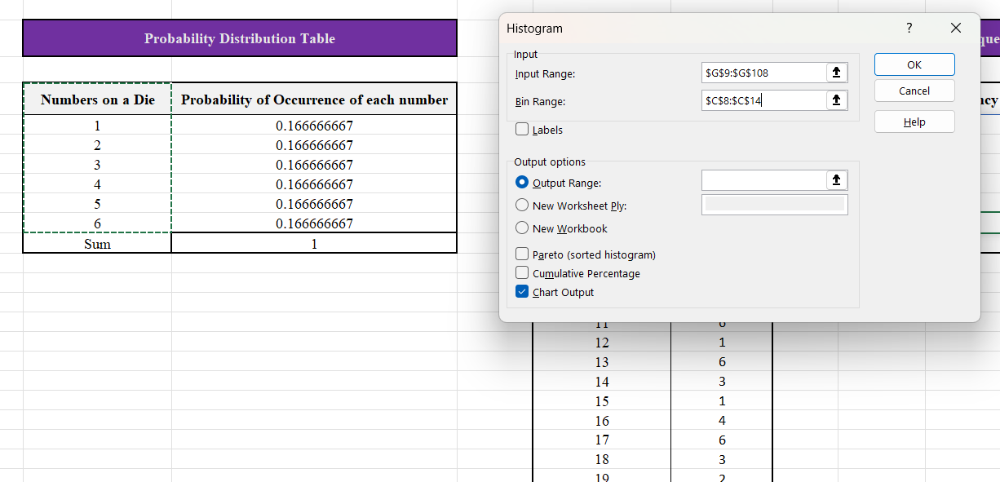 Probability Distribution Table
Numbers on a Die Probability of Occurrence of each number
1 0.166666667
2 0.166666667
3 0.166666667
4 0.166666667
5 0.166666667
6 0.166666667
Sum 1
Histogram ? ×
Input
Input Range: $G$9:$G$108
Bin Range: $C$8:$C$14
Labels
Output options
Output Range:
New Worksheet Ply:
New Workbook
Pareto (sorted histogram)
Cumulative Percentage
Chart Output
OK
Cancel
Help
11
12 1
13 6
14 3
15 1
16 4
17 6
18 3
19 2